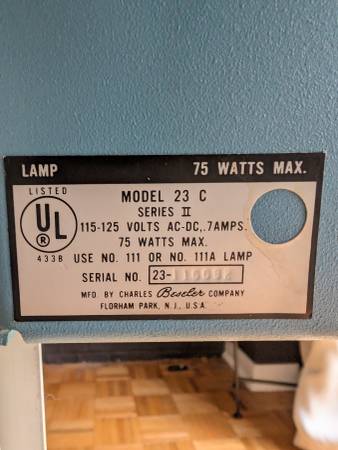 LAMP 75 WATTS MAX.
LISTED
UL
®
433B
MODEL 23 C
SERIES II
115-125 VOLTS AC-DC,.7AMPS.
75 WATTS MAX.
USE NO. 111 OR NO. 111A LAMP
SERIAL NO. 23-
MFD. BY CHARLES Beseler COMPANY
FLORHAM PARK, N.J., U.S.A.